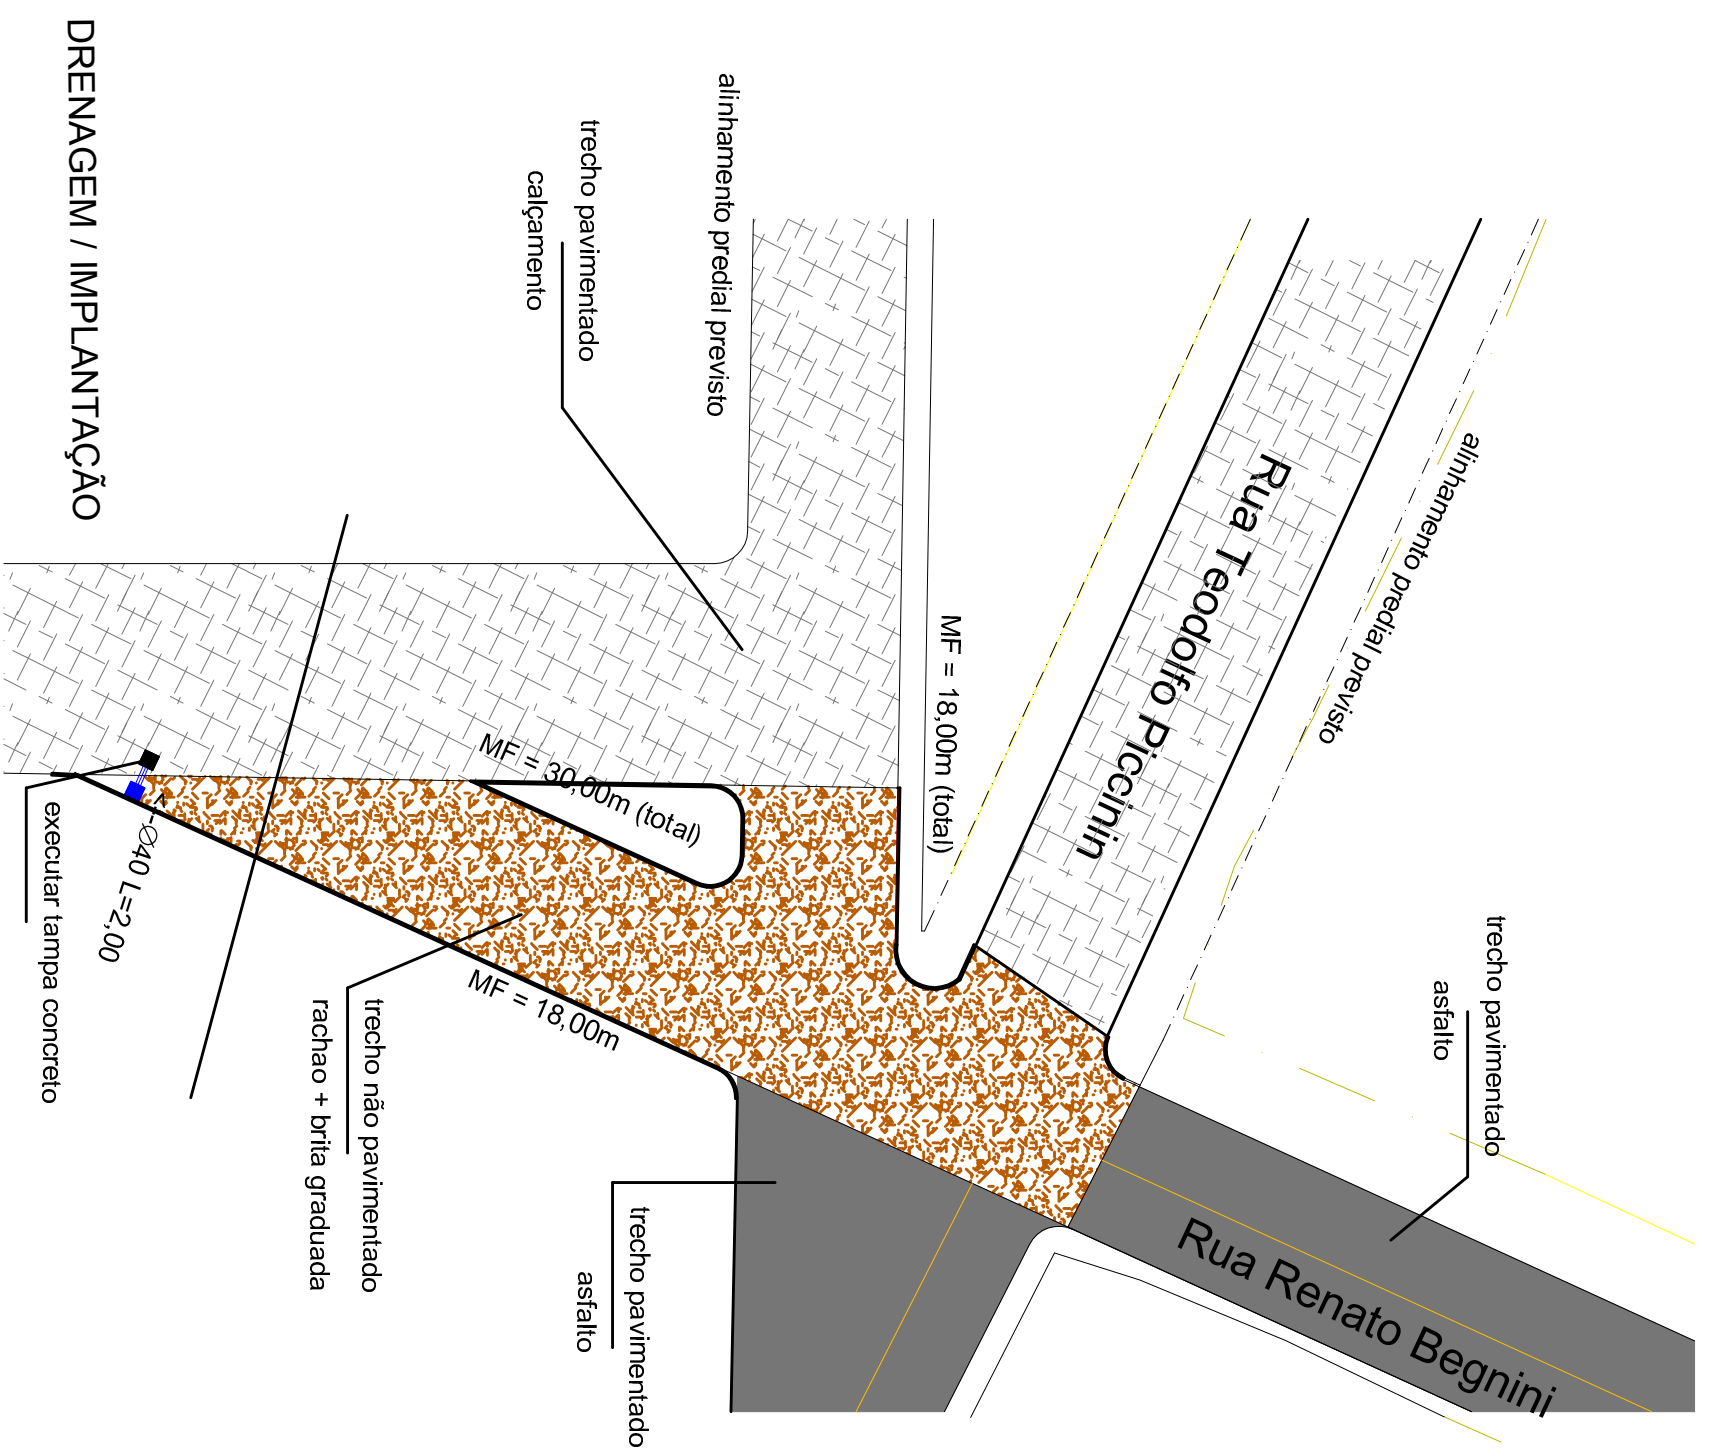 DRENAGEM / IMPLANTAÇÃO
alinhamento predial previsto
trecho pavimentado
calçamento
MF = 18,00m (total)
Rua Teodolfo Piccinin
alinhamento predial previsto
MF = 30,00m (total)
Ø40 L=2,00
executar tampa concreto
MF = 18,00m
trecho não pavimentado
rachao + brita graduada
trecho pavimentado
asfalto
trecho pavimentado
asfalto
Rua Renato Begnini